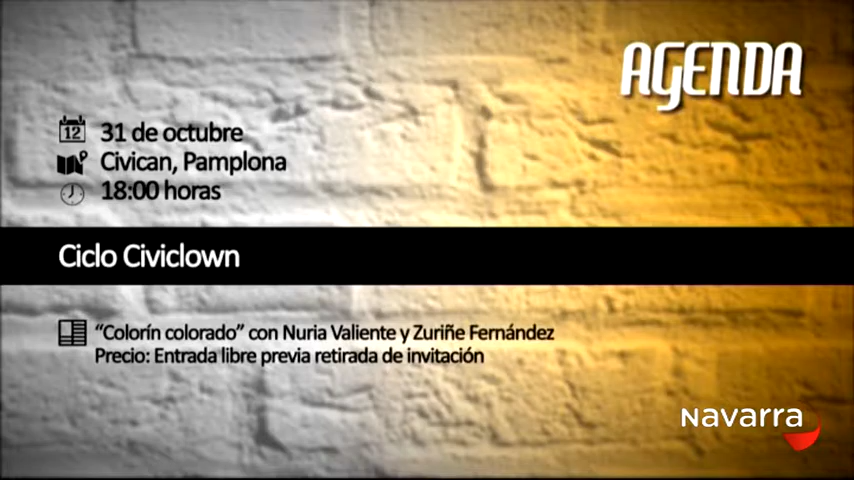 AGENDA
12
31 de octubre
Civican, Pamplona
18:00 horas
Ciclo Civiclown
“Colorín colorado” con Nuria Valiente y Zuriñe Fernández
Precio: Entrada libre previa retirada de invitación
Navarra